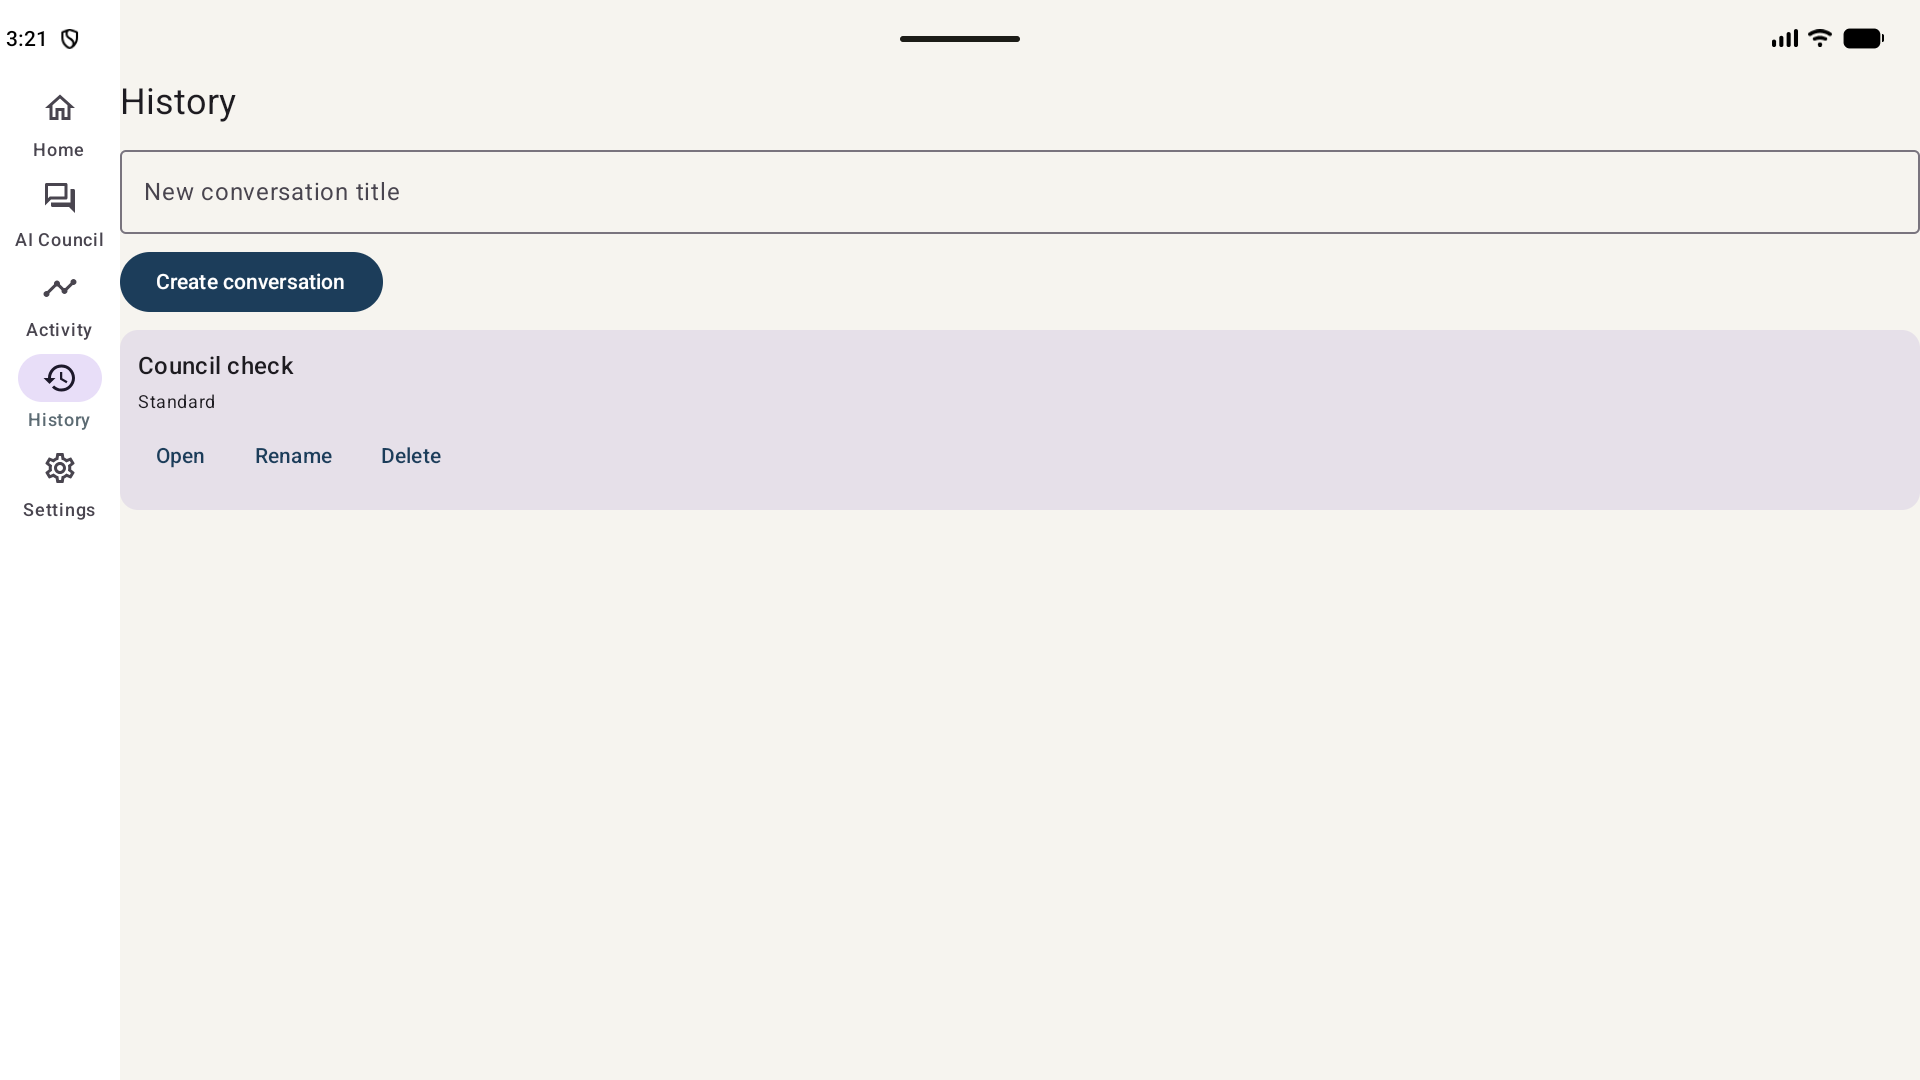 3:21
Home
AI Council
Activity
History
Settings
History
New conversation title
Create conversation
Council check
Standard
Open Rename Delete